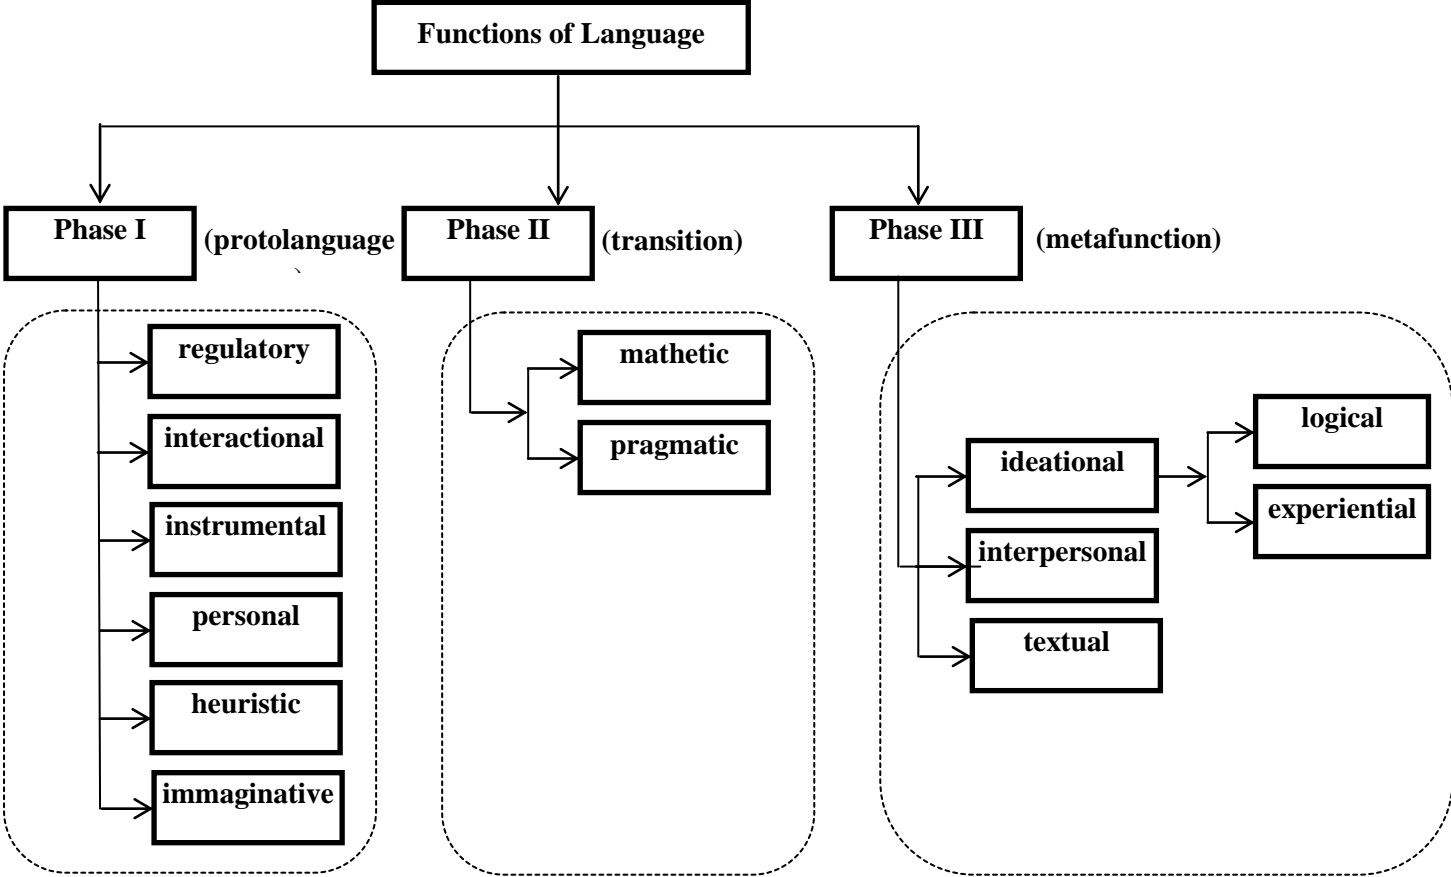 Functions of Language
Phase I
(protolanguage
Phase II
(transition)
Phase III
(metafunction)
regulatory
interactional
instrumental
personal
heuristic
immaginative
mathetic
pragmatic
ideational
interpersonal
textual
logical
experiential